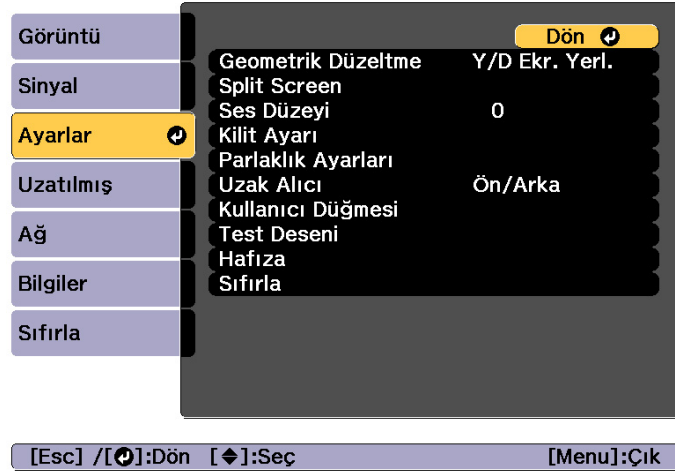 Görüntü
Sinyal
Ayarlar
Uzatılmış
Ağ
Bilgiler
Sıfırla
Dön
Geometrik Düzeltme Y/D Ekr. Yerl.
Split Screen
Ses Düzeyi 0
Kilit Ayarı
Parlaklık Ayarları
Uzak Alıcı Ön/Arka
Kullanıcı Düğmesi
Test Deseni
Hafıza
Sıfırla
[Esc] /[⏎]:Dön [◆]:Seç [Menu]:Çık